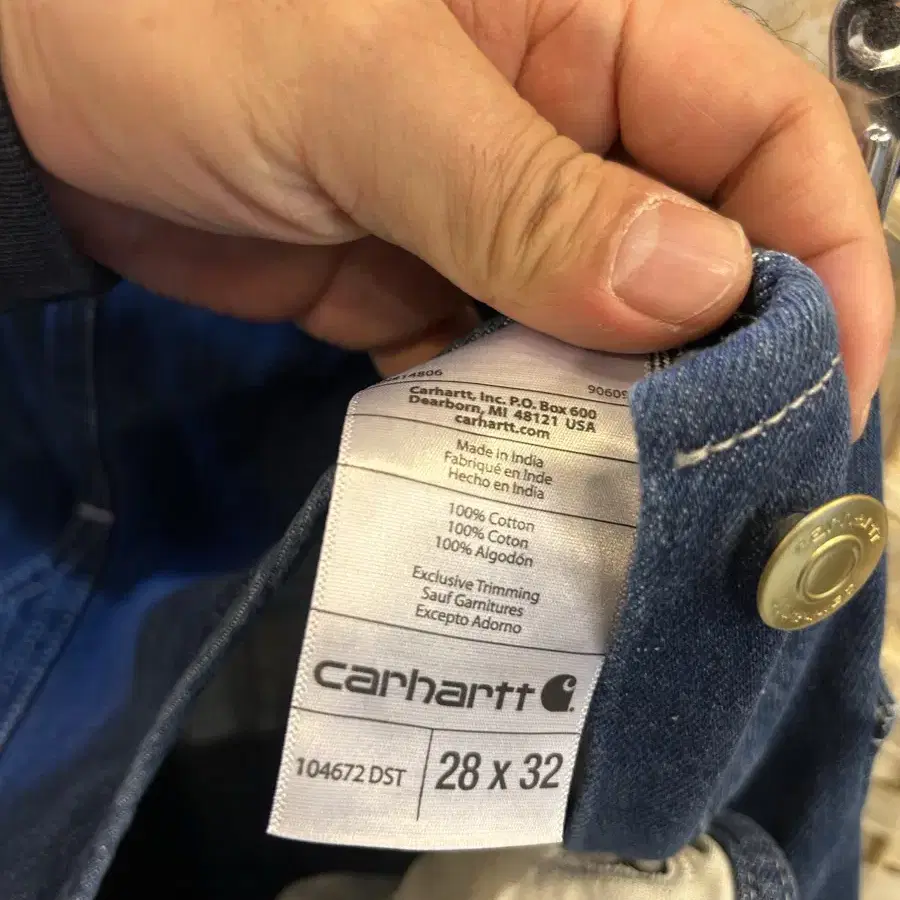 Carhartt, Inc. P.O. Box 600
Dearborn, MI 48121 USA
carhartt.com
Made in India
Fabriqué en Inde
Hecho en India
100% Cotton
100% Coton
100% Algodón
Exclusive Trimming
Sauf Garnitures
Excepto Adorno
carhartt
104672 DST
28 x 32
carhartt